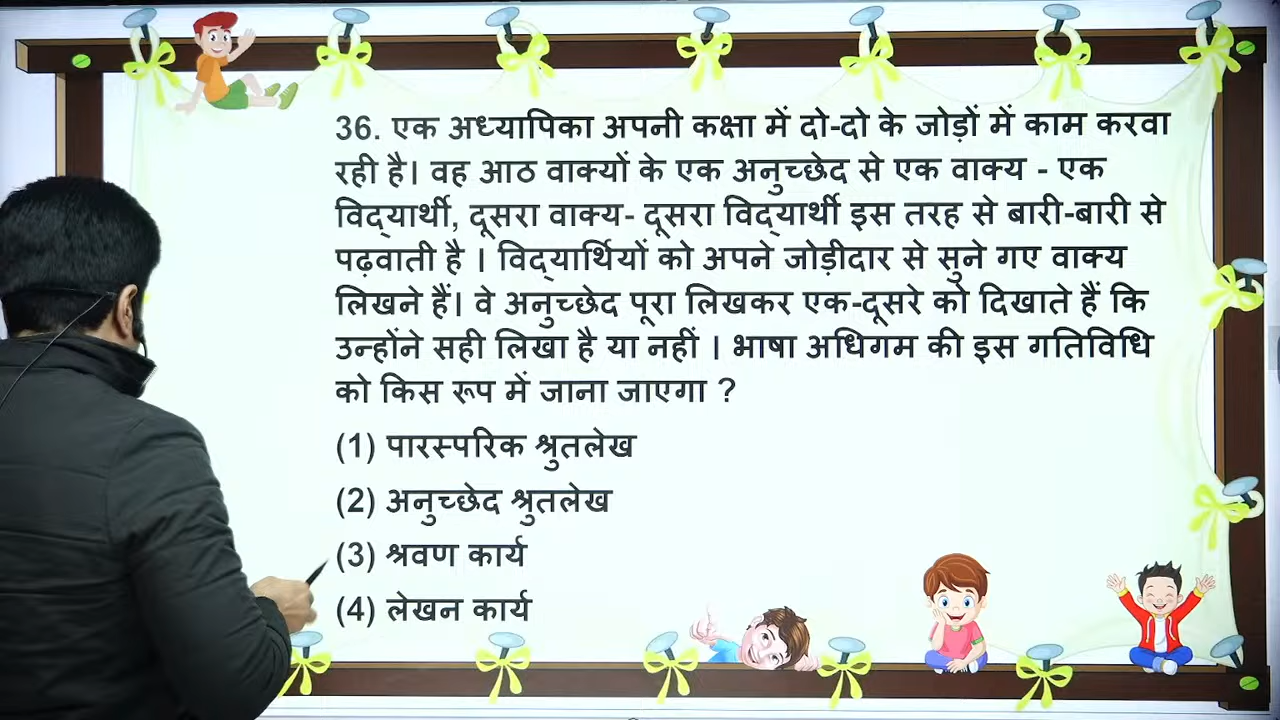 36. एक अध्यापिका अपनी कक्षा में दो-दो के जोड़ों में काम करवा
रही है। वह आठ वाक्यों के एक अनुच्छेद से एक वाक्य - एक
विद्यार्थी, दूसरा वाक्य- दूसरा विद्यार्थी इस तरह से बारी-बारी से
पढ़वाती है । विद्यार्थियों को अपने जोड़ीदार से सुने गए वाक्य
लिखने हैं। वे अनुच्छेद पूरा लिखकर एक-दूसरे को दिखाते हैं कि
उन्होंने सही लिखा है या नहीं । भाषा अधिगम की इस गतिविधि
को किस रूप में जाना जाएगा ?
(1) पारस्परिक श्रुतलेख
(2) अनुच्छेद श्रुतलेख
(3) श्रवण कार्य
(4) लेखन कार्य